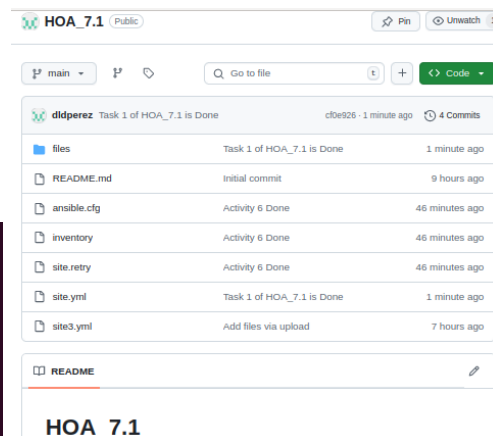 HOA_7.1 Public Pin Unwatch
main Go to file t + Code
dldperez Task 1 of HOA_7.1 is Done cf0e926 · 1 minute ago 4 Commits
files Task 1 of HOA_7.1 is Done 1 minute ago
README.md Initial commit 9 hours ago
ansible.cfg Activity 6 Done 46 minutes ago
inventory Activity 6 Done 46 minutes ago
site.retry Activity 6 Done 46 minutes ago
site.yml Task 1 of HOA_7.1 is Done 1 minute ago
site3.yml Add files via upload 7 hours ago
README
HOA_7.1